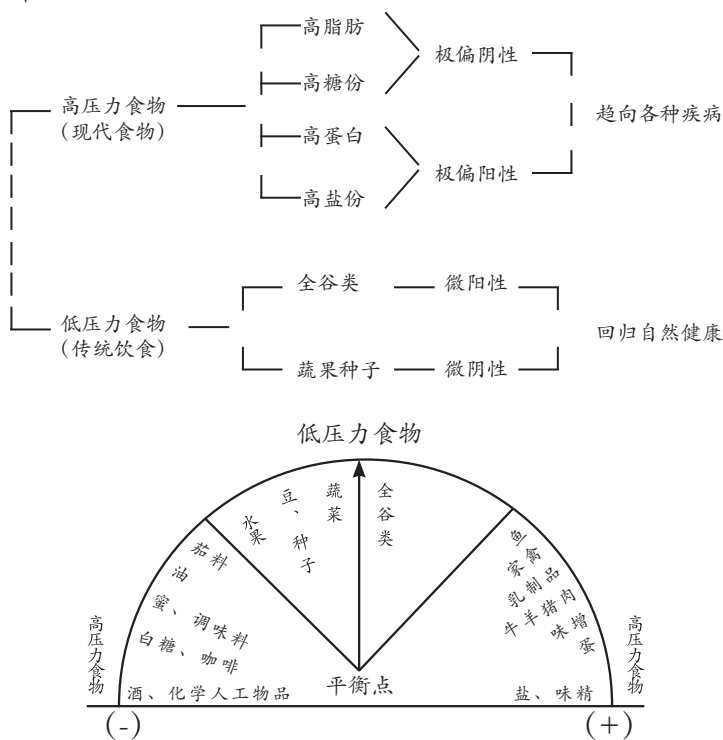 高脂肪
高糖份
极偏阴性
高压力食物
(现代食物)
高蛋白
高盐份
极偏阳性
趋向各种疾病
全谷类
微阳性
低压力食物
(传统饮食)
蔬果种子
微阴性
回归自然健康
低压力食物
水果
豆、种子
蔬菜
全谷类
茄料
油
蜜、调味料
白糖、咖啡
酒、化学人工物品
高压力食物
鱼
家禽
乳制品
牛羊猪肉
味增
蛋
盐、味精
高压力食物
平衡点
(-)
(+)